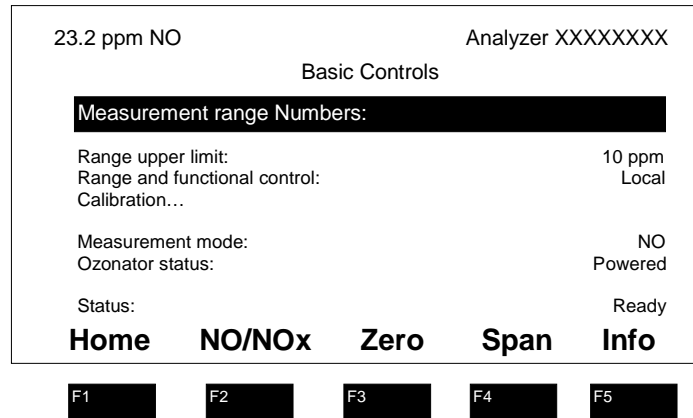 23.2 ppm NO Analyzer XXXXXXXX
Basic Controls
Measurement range Numbers:
Range upper limit: 10 ppm
Range and functional control: Local
Calibration…
Measurement mode: NO
Ozonator status: Powered
Status: Ready
Home NO/NOx Zero Span Info
F1 F2 F3 F4 F5